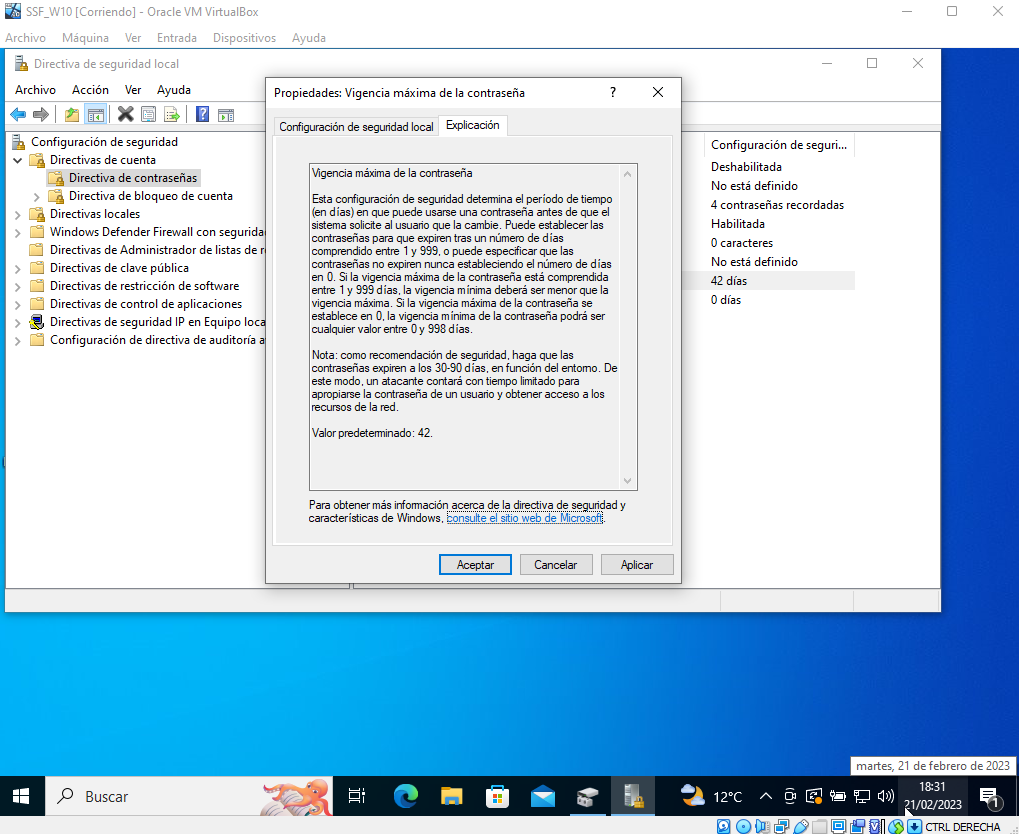 SSF_W10 [Corriendo] - Oracle VM VirtualBox
Archivo Máquina Ver Entrada Dispositivos Ayuda
Directiva de seguridad local
Archivo Acción Ver Ayuda
Configuración de seguridad
Directivas de cuenta
Directiva de contraseñas
Directiva de bloqueo de cuenta
Directivas locales
Windows Defender Firewall con segurida
Directivas de Administrador de listas de r
Directivas de clave pública
Directivas de restricción de software
Directivas de control de aplicaciones
Directivas de seguridad IP en Equipo loca
Configuración de directiva de auditoría a
Propiedades: Vigencia máxima de la contraseña
?
Configuración de seguridad local
Explicación
Vigencia máxima de la contraseña
Esta configuración de seguridad determina el período de tiempo
(en días) en que puede usarse una contraseña antes de que el
sistema solicite al usuario que la cambie. Puede establecer las
contraseñas para que expiren tras un número de días
comprendido entre 1 y 999, o puede especificar que las
contraseñas no expiren nunca estableciendo el número de días
en 0. Si la vigencia máxima de la contraseña está comprendida
entre 1 y 999 días, la vigencia mínima deberá ser menor que la
vigencia máxima. Si la vigencia máxima de la contraseña se
establece en 0, la vigencia mínima de la contraseña podrá ser
cualquier valor entre 0 y 998 días.
Nota: como recomendación de seguridad, haga que las
contraseñas expiren a los 30-90 días, en función del entorno. De
este modo, un atacante contará con tiempo limitado para
apropiarse la contraseña de un usuario y obtener acceso a los
recursos de la red.
Valor predeterminado: 42.
Para obtener más información acerca de la directiva de seguridad y
características de Windows, consulte el sitio web de Microsoft.
Aceptar Cancelar Aplicar
Configuración de seguri...
Deshabilitada
No está definido
4 contraseñas recordadas
Habilitada
0 caracteres
No está definido
42 días
0 días
martes, 21 de febrero de 2023
Buscar
12°C
18:31
21/02/2023
1
CTRL DERECHA